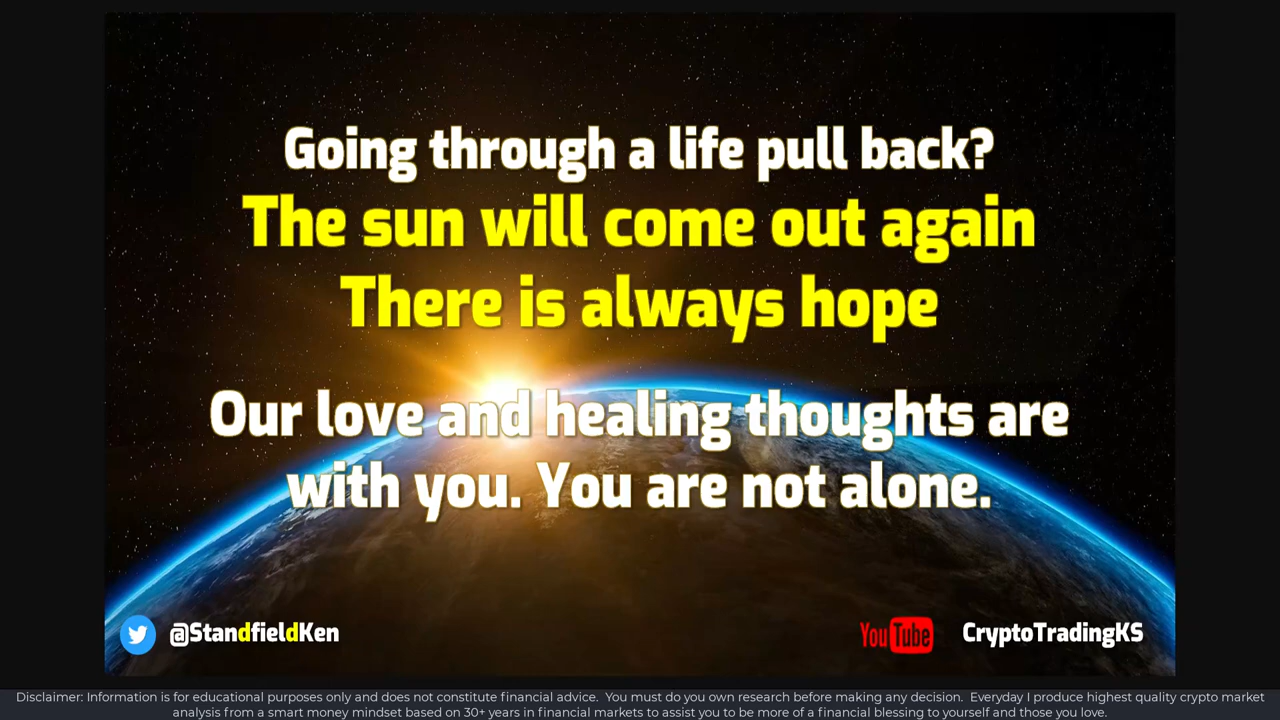 Going through a life pull back?
The sun will come out again
There is always hope
Our love and healing thoughts are
with you. You are not alone.
@StandfieldKen
YouTube CryptoTradingKS
Disclaimer: Information is for educational purposes only and does not constitute financial advice.  You must do you own research before making any decision.  Everyday I produce highest quality crypto market
analysis from a smart money mindset based on 30+ years in financial markets to assist you to be more of a financial blessing to yourself and those you love.